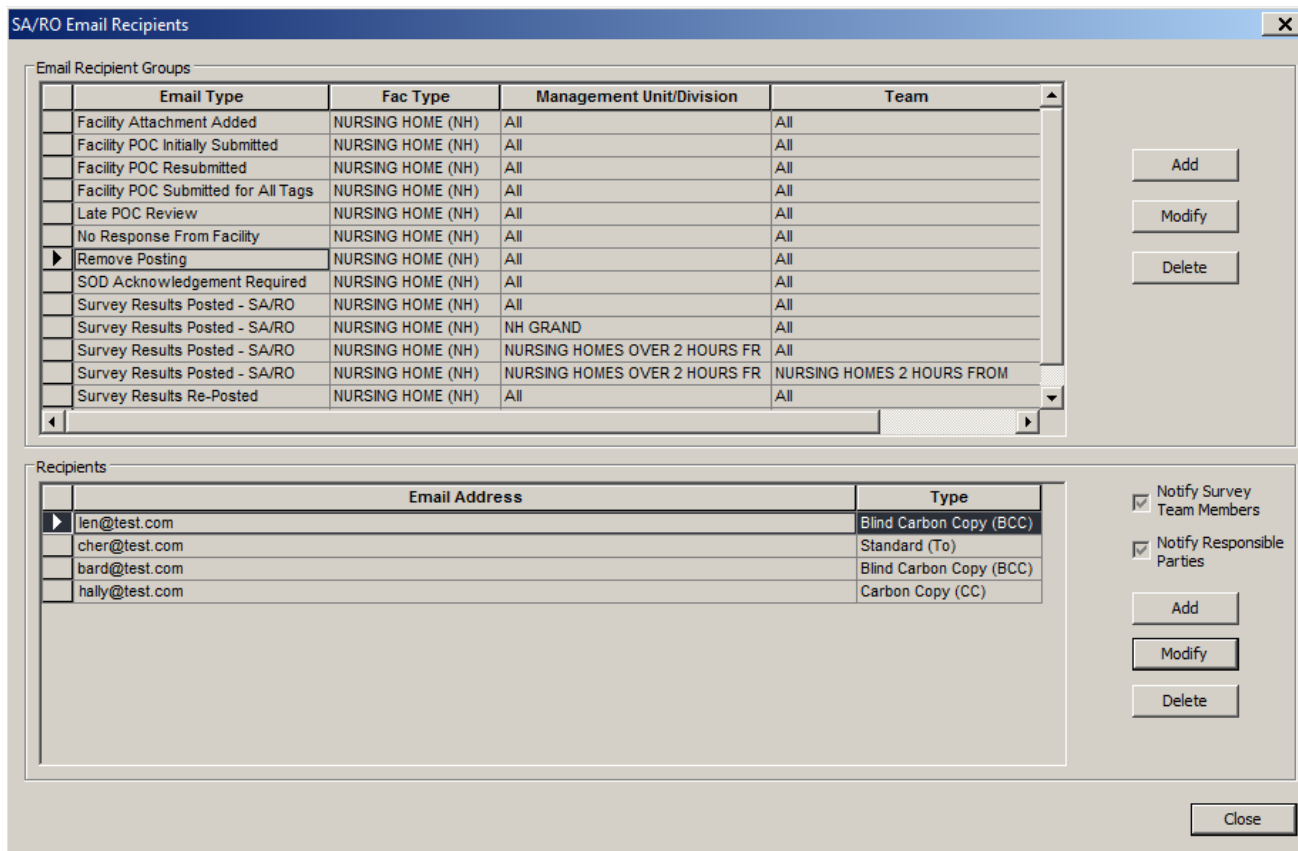 SA/RO Email Recipients
Email Recipient Groups
Email Type Fac Type Management Unit/Division Team
Facility Attachment Added NURSING HOME (NH) All All
Facility POC Initially Submitted NURSING HOME (NH) All All
Facility POC Resubmitted NURSING HOME (NH) All All
Facility POC Submitted for All Tags NURSING HOME (NH) All All
Late POC Review NURSING HOME (NH) All All
No Response From Facility NURSING HOME (NH) All All
Remove Posting NURSING HOME (NH) All All
SOD Acknowledgement Required NURSING HOME (NH) All All
Survey Results Posted - SA/RO NURSING HOME (NH) All All
Survey Results Posted - SA/RO NURSING HOME (NH) NH GRAND All
Survey Results Posted - SA/RO NURSING HOME (NH) NURSING HOMES OVER 2 HOURS FR All
Survey Results Posted - SA/RO NURSING HOME (NH) NURSING HOMES OVER 2 HOURS FR NURSING HOMES 2 HOURS FROM
Survey Results Re-Posted NURSING HOME (NH) All All
Add
Modify
Delete
Recipients
Email Address Type
len@test.com Blind Carbon Copy (BCC)
cher@test.com Standard (To)
bard@test.com Blind Carbon Copy (BCC)
hally@test.com Carbon Copy (CC)
Notify Survey
Team Members
Notify Responsible
Parties
Add
Modify
Delete
Close